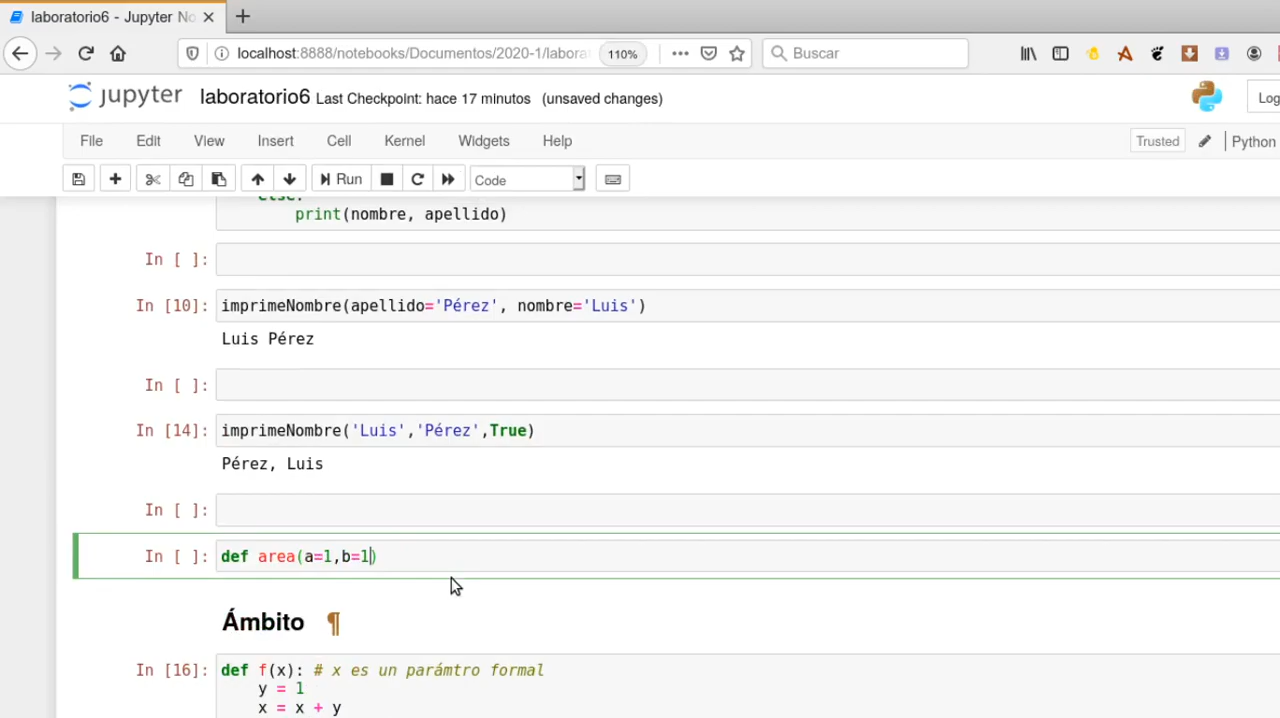 laboratorio6 - Jupyter No
localhost:8888/notebooks/Documentos/2020-1/labora
110%
Buscar
jupyter
laboratorio6 Last Checkpoint: hace 17 minutos (unsaved changes)
Log
File Edit View Insert Cell Kernel Widgets Help
Trusted
Python
Run
Code
else:
print(nombre, apellido)
In [ ]:
In [10]: imprimeNombre(apellido='Pérez', nombre='Luis')
Luis Pérez
In [ ]:
In [14]: imprimeNombre('Luis','Pérez',True)
Pérez, Luis
In [ ]:
In [ ]: def area(a=1,b=1)
Ámbito ¶
In [16]: def f(x): # x es un parámtro formal
y = 1
x = x + y